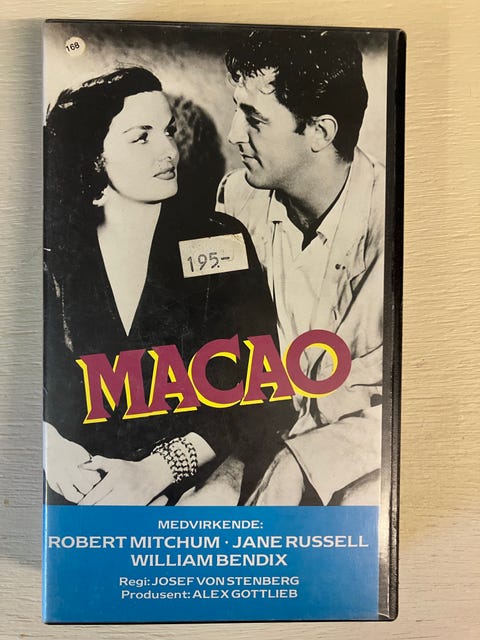 168
195-
MACAO
MEDVIRKENDE:
ROBERT MITCHUM · JANE RUSSELL
WILLIAM BENDIX
Regi: JOSEF VON STENBERG
Produsent: ALEX GOTTLIEB